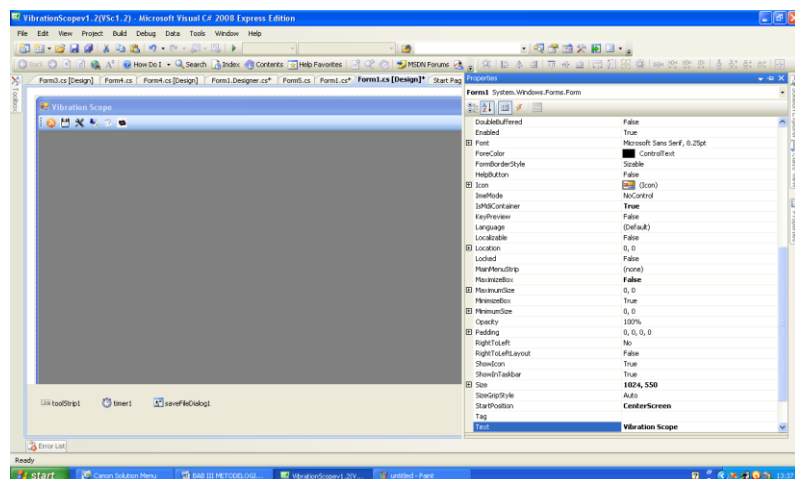 VibrationScopev1.2(VSc1.2) - Microsoft Visual C# 2008 Express Edition
File Edit View Project Build Debug Data Tools Window Help
Back How Do I Search Index Contents Help Favorites MSDN Forums
Form3.cs [Design] Form4.cs Form4.cs [Design] Form1.Designer.cs* Form5.cs Form1.cs* Form1.cs [Design]* Start Pag
Toolbox
Vibration Scope
toolStrip1 timer1 saveFileDialog1
Properties
Form1 System.Windows.Forms.Form
DoubleBuffered False
Enabled True
Font Microsoft Sans Serif, 8.25pt
ForeColor ControlText
FormBorderStyle Sizable
HelpButton False
Icon (Icon)
ImeMode NoControl
IsMdiContainer True
KeyPreview False
Language (Default)
Localizable False
Location 0, 0
Locked False
MainMenuStrip (none)
MaximizeBox False
MaximumSize 0, 0
MinimizeBox True
MinimumSize 0, 0
Opacity 100%
Padding 0, 0, 0, 0
RightToLeft No
RightToLeftLayout False
ShowIcon True
ShowInTaskbar True
Size 1024, 550
SizeGripStyle Auto
StartPosition CenterScreen
Tag
Text Vibration Scope
Error List
Ready
start Canon Solution Menu BAB III METODELOGI... VibrationScopev1.2(V... untitled - Paint 13:37